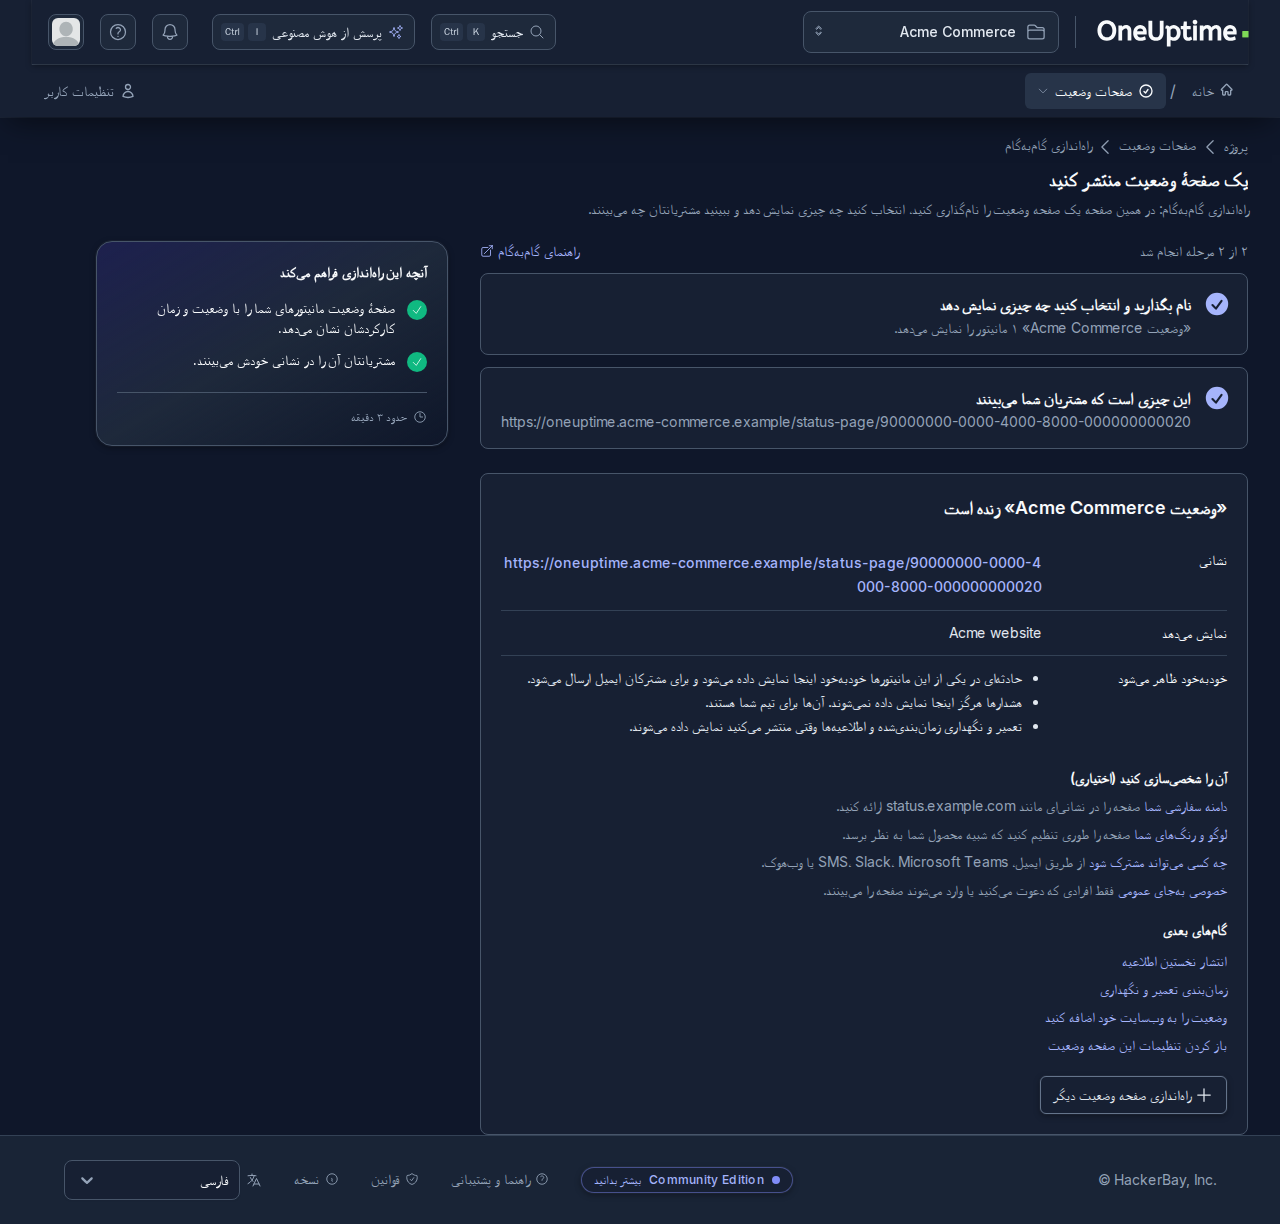 OneUptime
Acme Commerce
جستجو Ctrl K
پرسش از هوش مصنوعی Ctrl I
خانه / صفحات وضعیت
تنظیمات کاربر
پروژه > صفحات وضعیت > راه‌اندازی گام‌به‌گام
یک صفحهٔ وضعیت منتشر کنید
راه‌اندازی گام‌به‌گام: در همین صفحه یک صفحه وضعیت را نام‌گذاری کنید، انتخاب کنید چه چیزی نمایش دهد و ببینید مشتریانتان چه می‌بینند.
۲ از ۲ مرحله انجام شد
راهنمای گام‌به‌گام
نام بگذارید و انتخاب کنید چه چیزی نمایش دهد
«وضعیت Acme Commerce» ۱ مانیتور را نمایش می‌دهد.
این چیزی است که مشتریان شما می‌بینند
https://oneuptime.acme-commerce.example/status-page/90000000-0000-4000-8000-000000000020
آنچه این راه‌اندازی فراهم می‌کند
صفحهٔ وضعیت مانیتورهای شما را با وضعیت و زمان
کارکردشان نشان می‌دهد.
مشتریانتان آن را در نشانی خودش می‌بینند.
حدود ۳ دقیقه
«وضعیت Acme Commerce» زنده است
نشانی
https://oneuptime.acme-commerce.example/status-page/90000000-0000-4
000-8000-000000000020
نمایش می‌دهد
Acme website
خودبه‌خود ظاهر می‌شود
• حادثه‌ای در یکی از این مانیتورها خودبه‌خود اینجا نمایش داده می‌شود و برای مشترکان ایمیل ارسال می‌شود.
• هشدارها هرگز اینجا نمایش داده نمی‌شوند. آن‌ها برای تیم شما هستند.
• تعمیر و نگهداری زمان‌بندی‌شده و اطلاعیه‌ها وقتی منتشر می‌کنید نمایش داده می‌شوند.
آن را شخصی‌سازی کنید (اختیاری)
دامنه سفارشی شما صفحه را در نشانی‌ای مانند status.example.com ارائه کنید.
لوگو و رنگ‌های شما صفحه را طوری تنظیم کنید که شبیه محصول شما به نظر برسد.
چه کسی می‌تواند مشترک شود از طریق ایمیل، SMS، Slack، Microsoft Teams یا وب‌هوک.
خصوصی به‌جای عمومی فقط افرادی که دعوت می‌کنید یا وارد می‌شوند صفحه را می‌بینند.
گام‌های بعدی
انتشار نخستین اطلاعیه
زمان‌بندی تعمیر و نگهداری
وضعیت را به وب‌سایت خود اضافه کنید
باز کردن تنظیمات این صفحه وضعیت
راه‌اندازی صفحه وضعیت دیگر
© HackerBay, Inc.
Community Edition بیشتر بدانید
راهنما و پشتیبانی
قوانین
نسخه
فارسی